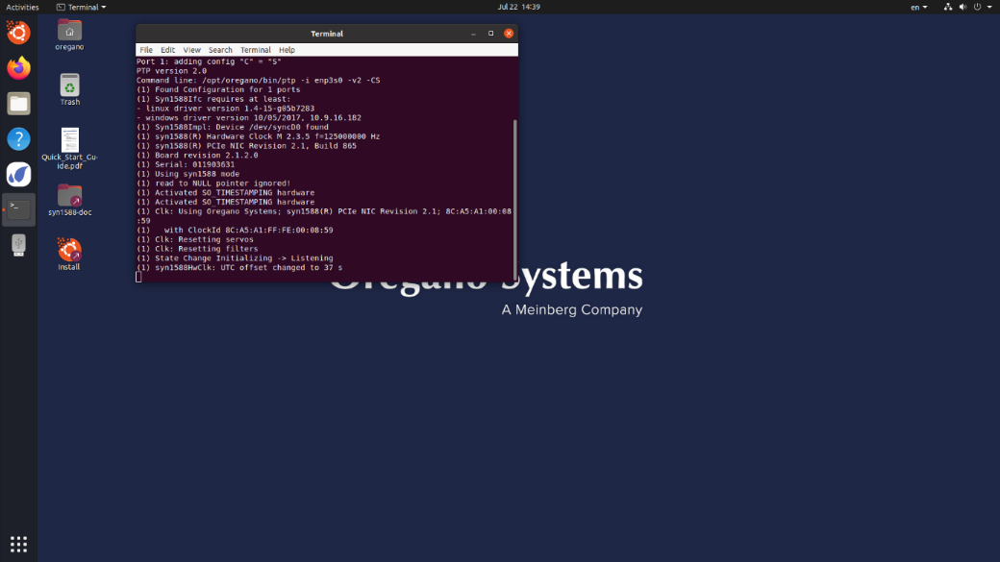 Activities
Terminal
Jul 22 14:39
en
oregano
Trash
Quick_Start_Gu-
ide.pdf
syn1588-doc
Install
Terminal
File Edit View Search Terminal Help
Port 1: adding config "C" = "S"
PTP version 2.0
Command line: /opt/oregano/bin/ptp -i enp3s0 -v2 -CS
(1) Found Configuration for 1 ports
(1) Syn1588Ifc requires at least:
- linux driver version 1.4-15-g05b7283
- windows driver version 10/05/2017, 10.9.16.182
(1) Syn1588Impl: Device /dev/syncD0 found
(1) syn1588(R) Hardware Clock M 2.3.5 f=125000000 Hz
(1) syn1588(R) PCIe NIC Revision 2.1, Build 865
(1) Board revision 2.1.2.0
(1) Serial: 011903631
(1) Using syn1588 mode
(1) read to NULL pointer ignored!
(1) Activated SO_TIMESTAMPING hardware
(1) Activated SO_TIMESTAMPING hardware
(1) Clk: Using Oregano Systems; syn1588(R) PCIe NIC Revision 2.1; 8C:A5:A1:00:08
:59
(1)   with ClockId 8C:A5:A1:FF:FE:00:08:59
(1) Clk: Resetting servos
(1) Clk: Resetting filters
(1) State Change Initializing -> Listening
(1) syn1588HwClk: UTC offset changed to 37 s
Oregano Systems
A Meinberg Company